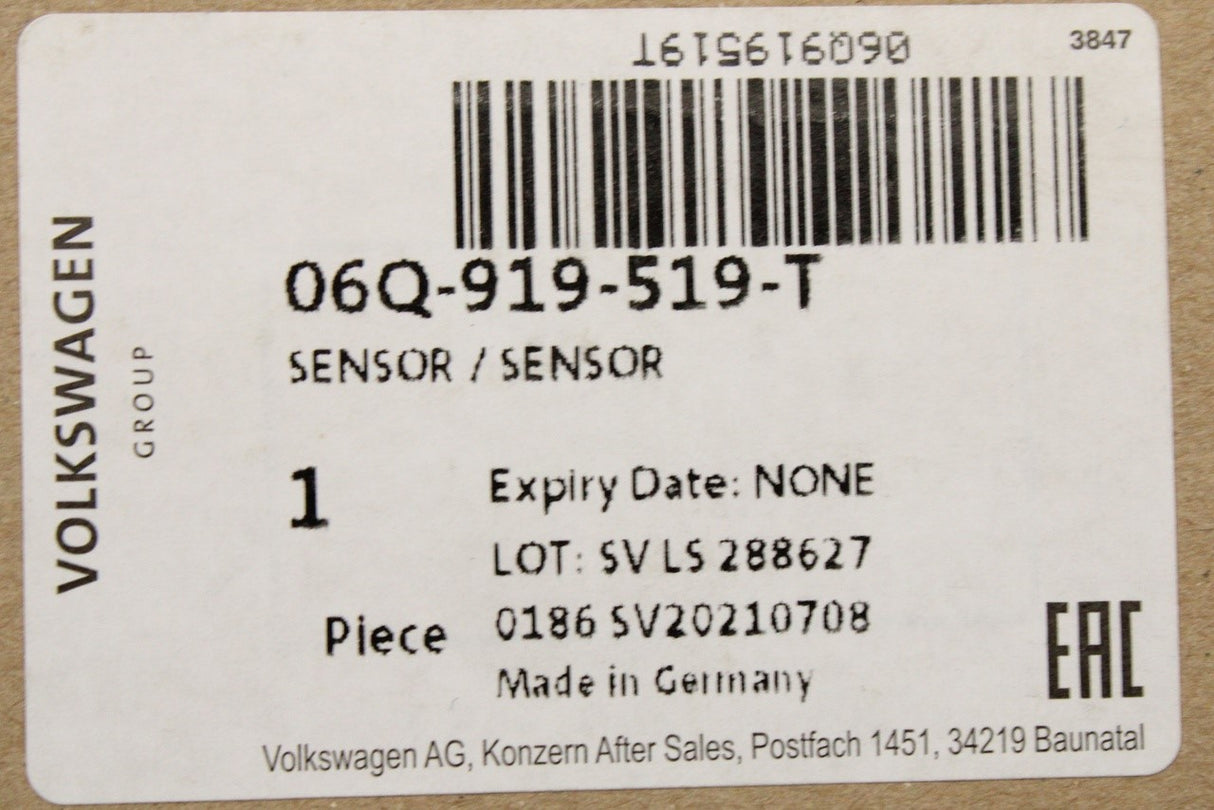 06Q919519T
3847
06Q-919-519-T
SENSOR / SENSOR
VOLKSWAGEN
GROUP
1
Piece
Expiry Date: NONE
LOT: SV LS 288627
0186 SV20210708
Made in Germany
EAC
Volkswagen AG, Konzern After Sales, Postfach 1451, 34219 Baunatal